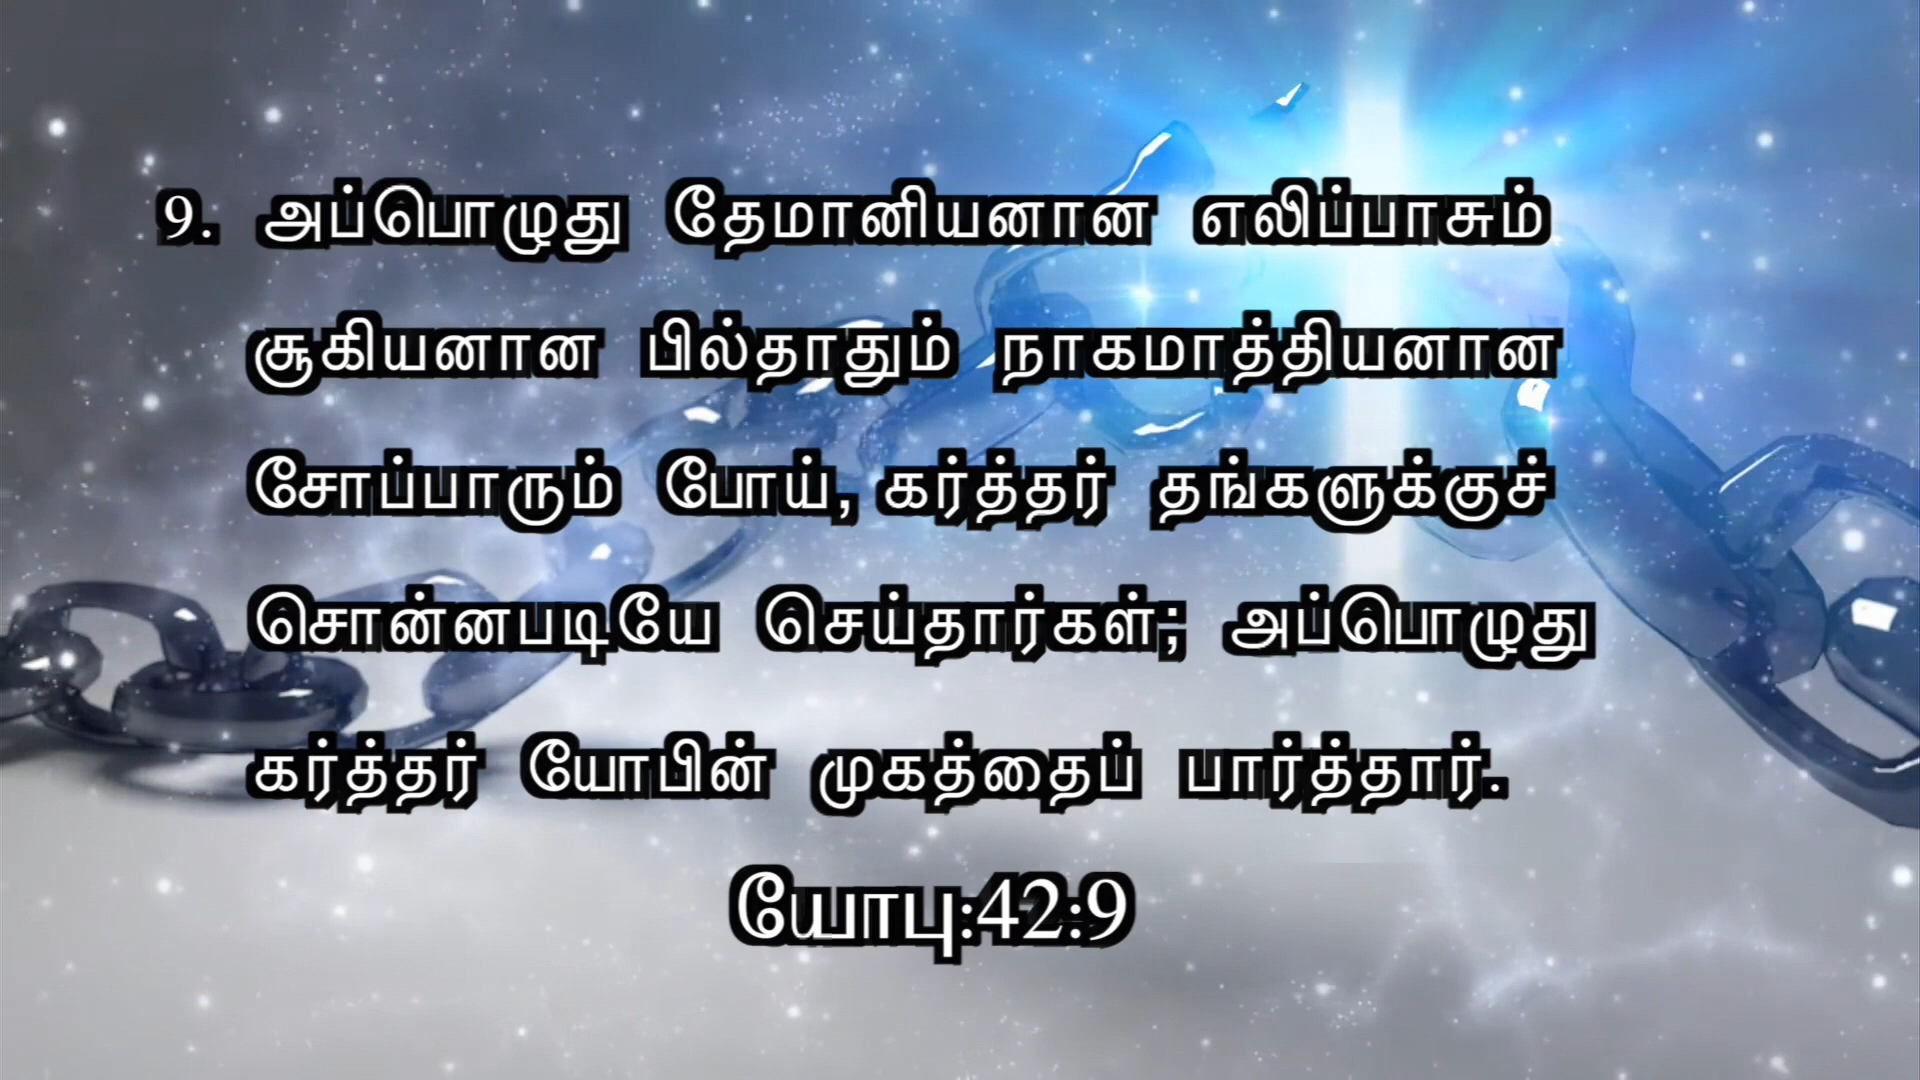 9. அப்பொழுது தேமானியனான எலிப்பாசும்
சூகியனான பில்தாதும் நாகமாத்தியனான
சோப்பாரும் போய், கர்த்தர் தங்களுக்குச்
சொன்னபடியே செய்தார்கள்; அப்பொழுது
கர்த்தர் யோபின் முகத்தைப் பார்த்தார்.
யோபு:42:9